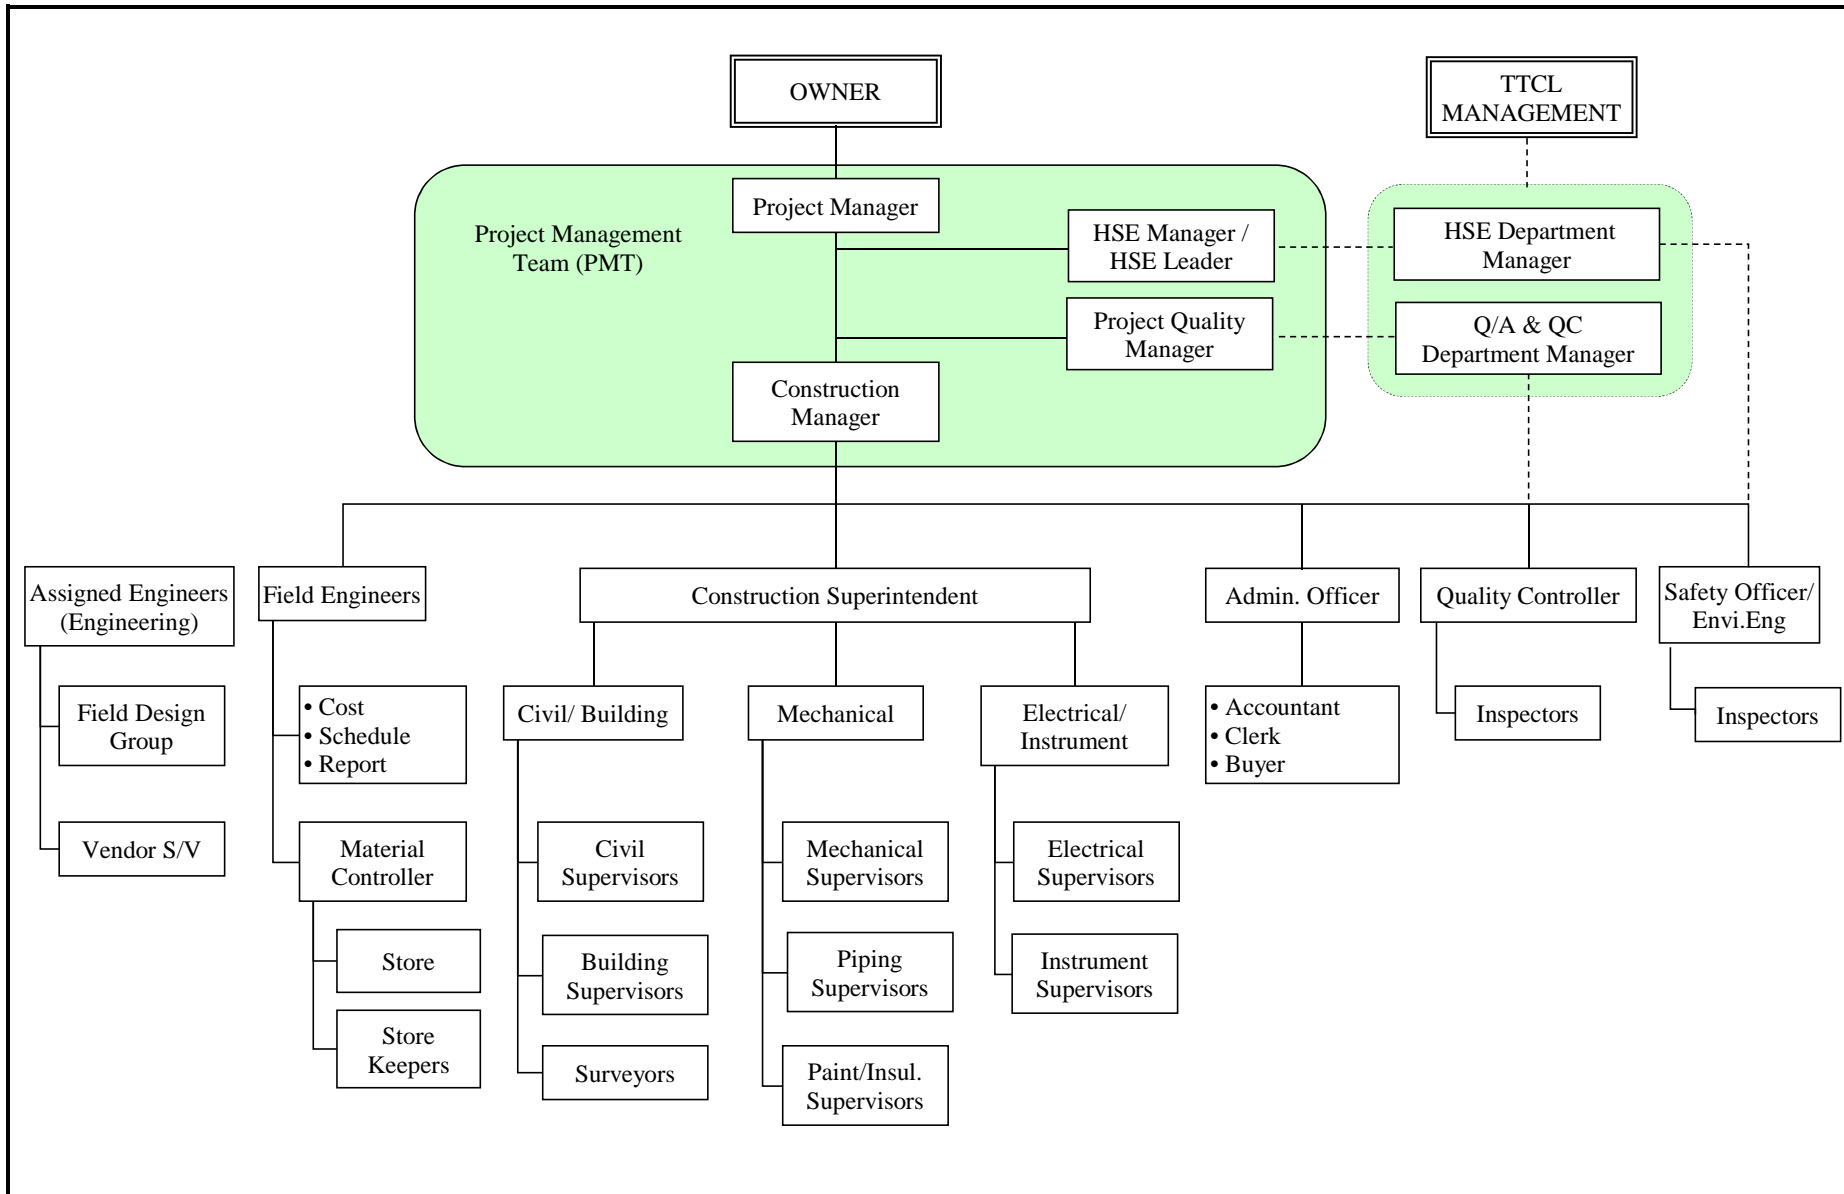 OWNER
TTCL
MANAGEMENT
Project Manager
Project Management
Team (PMT)
HSE Manager /
HSE Leader
HSE Department
Manager
Project Quality
Manager
Q/A & QC
Department Manager
Construction
Manager
Assigned Engineers
(Engineering)
Field Engineers
Construction Superintendent
Admin. Officer
Quality Controller
Safety Officer/
Envi.Eng
Field Design
Group
• Cost
• Schedule
• Report
Civil/ Building
Mechanical
Electrical/
Instrument
• Accountant
• Clerk
• Buyer
Inspectors
Inspectors
Vendor S/V
Material
Controller
Civil
Supervisors
Mechanical
Supervisors
Electrical
Supervisors
Store
Building
Supervisors
Piping
Supervisors
Instrument
Supervisors
Store
Keepers
Surveyors
Paint/Insul.
Supervisors